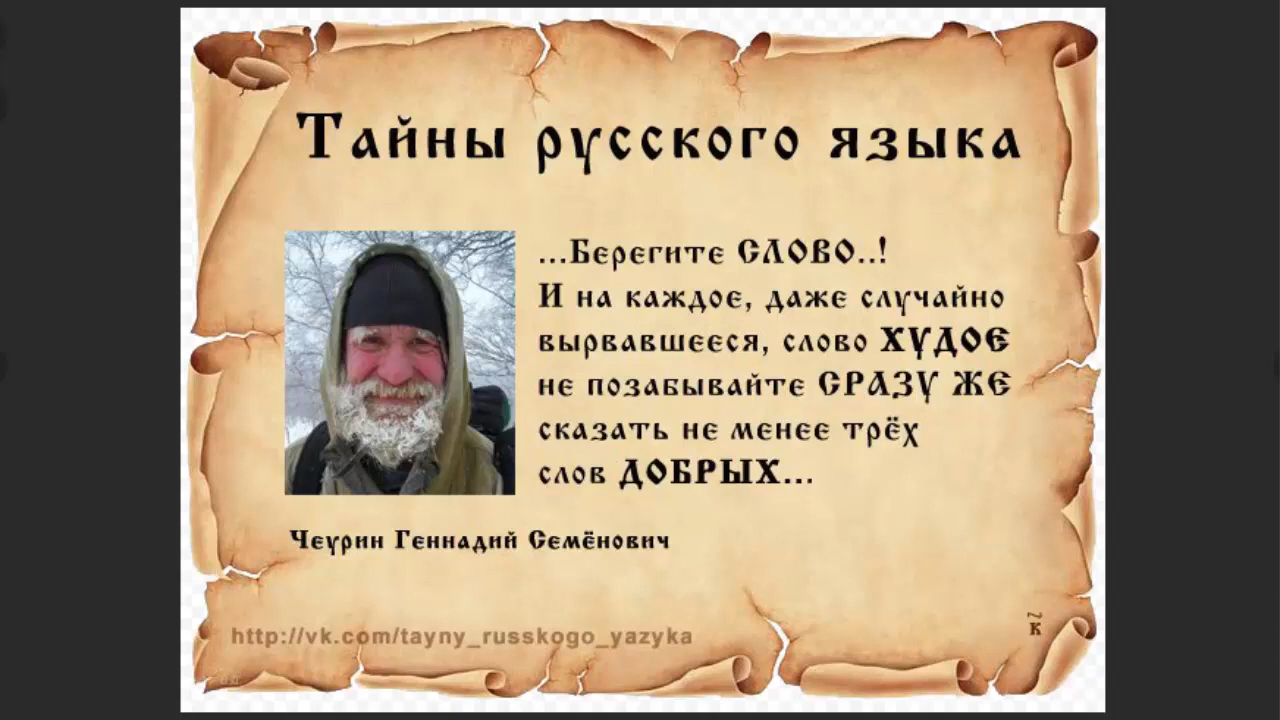 Тайны русского языка
...Берегите СЛОВО..!
И на каждое, даже случайно
вырвавшееся, слово ХУДОЕ
не позабывайте СРАЗУ ЖЕ
сказать не менее трёх
слов ДОБРЫХ...
Чеурин Геннадий Семёнович
http://vk.com/tayny_russkogo_yazyka
к